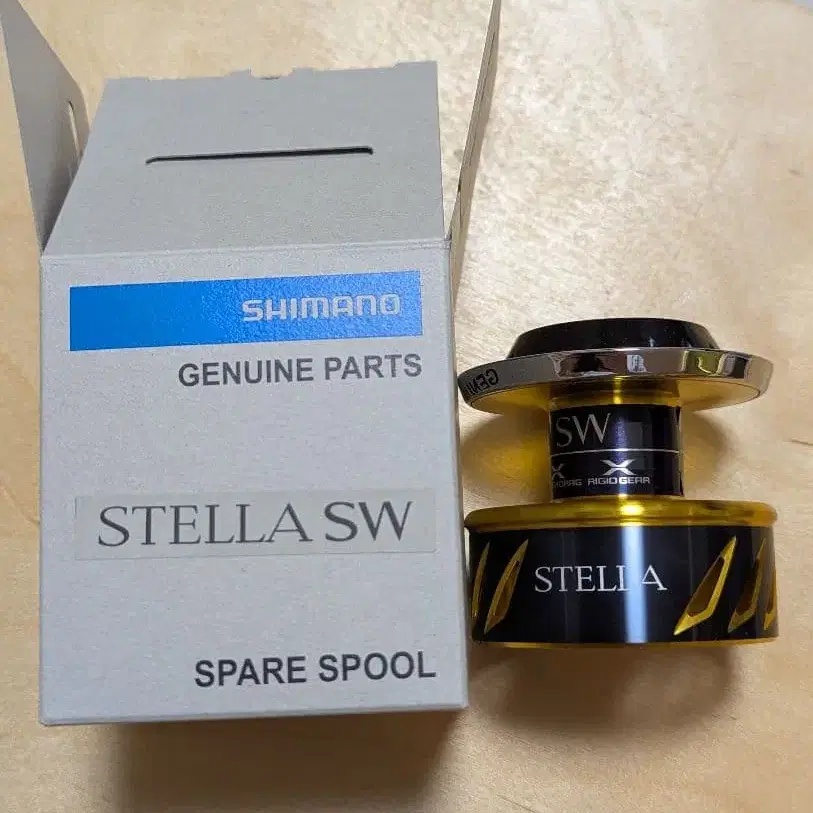 SHIMANO
GENUINE PARTS
STELLA SW
SPARE SPOOL
SW
RIGIDGEAR
STELLA